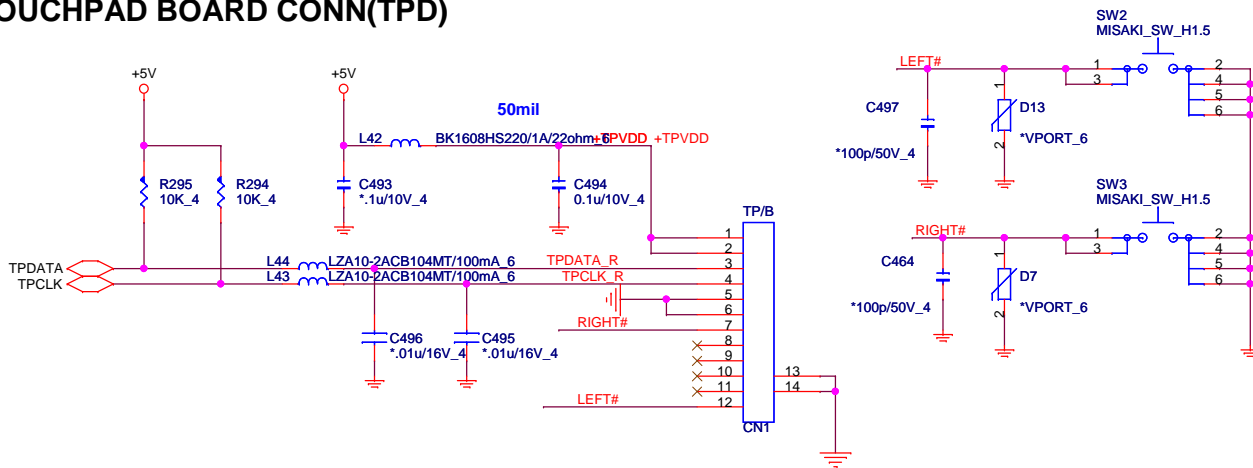 OUCHPAD BOARD CONN(TPD)
SW2
MISAKI_SW_H1.5
LEFT#
1
3
2
4
5
6
C497
*100p/50V_4
1
D13
*VPORT_6
2
+5V
+5V
50mil
L42
BK1608HS220/1A/22ohm_6
+TPVDD
+TPVDD
R295
10K_4
R294
10K_4
C493
*.1u/10V_4
C494
0.1u/10V_4
SW3
MISAKI_SW_H1.5
RIGHT#
1
3
2
4
5
6
C464
*100p/50V_4
1
D7
*VPORT_6
2
TP/B
TPDATA
TPCLK
L44
LZA10-2ACB104MT/100mA_6
TPDATA_R
L43
LZA10-2ACB104MT/100mA_6
TPCLK_R
RIGHT#
LEFT#
C496
*.01u/16V_4
C495
*.01u/16V_4
1
2
3
4
5
6
7
8
9
10
11
12
13
14
CN1